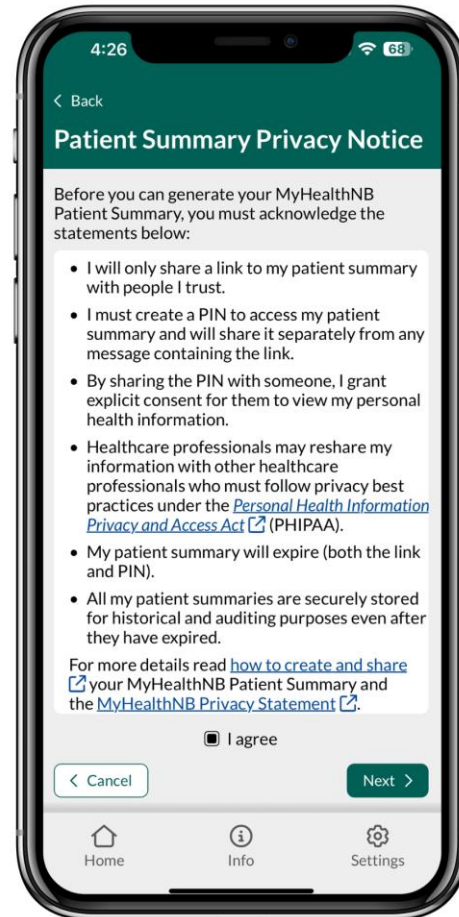 4:26
68
< Back
Patient Summary Privacy Notice
Before you can generate your MyHealthNB
Patient Summary, you must acknowledge the
statements below:
• I will only share a link to my patient summary
with people I trust.
• I must create a PIN to access my patient
summary and will share it separately from any
message containing the link.
• By sharing the PIN with someone, I grant
explicit consent for them to view my personal
health information.
• Healthcare professionals may reshare my
information with other healthcare
professionals who must follow privacy best
practices under the Personal Health Information
Privacy and Access Act (PHIPAA).
• My patient summary will expire (both the link
and PIN).
• All my patient summaries are securely stored
for historical and auditing purposes even after
they have expired.
For more details read how to create and share
your MyHealthNB Patient Summary and
the MyHealthNB Privacy Statement.
I agree
< Cancel
Next >
Home
Info
Settings